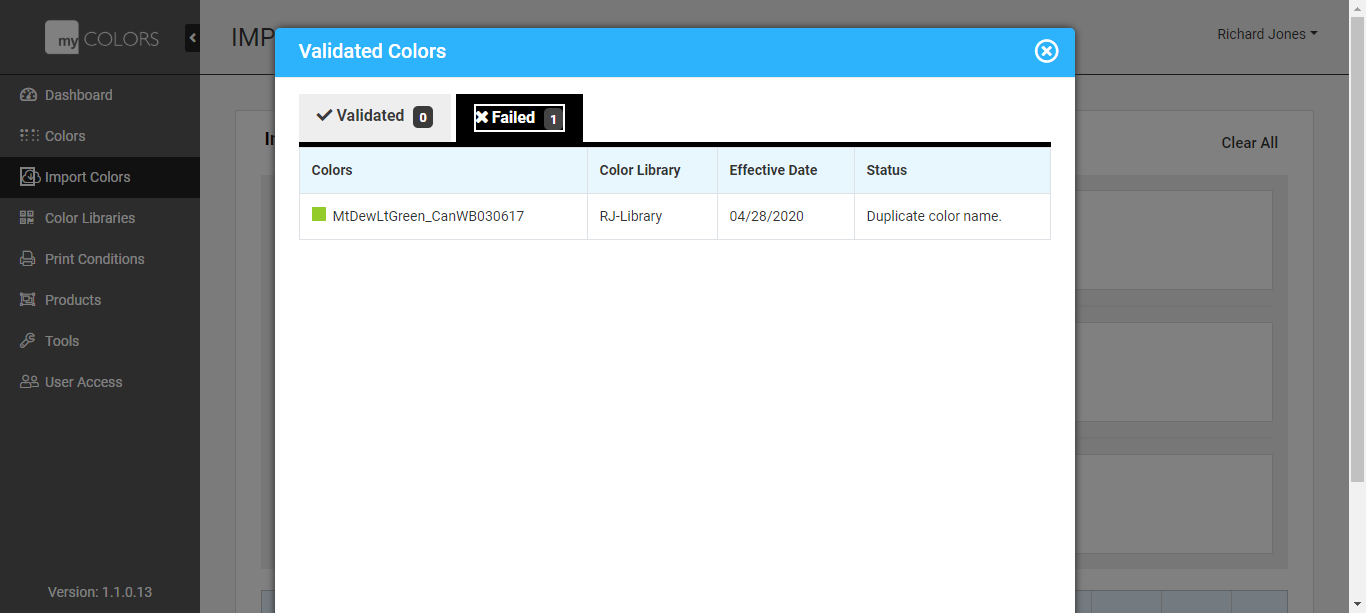 my COLORS
IMP
Richard Jones
Validated Colors
Dashboard
Colors
Import Colors
Color Libraries
Print Conditions
Products
Tools
User Access
Version: 1.1.0.13
Clear All
Validated 0
Failed 1
Colors Color Library Effective Date Status
MtDewLtGreen_CanWB030617 RJ-Library 04/28/2020 Duplicate color name.